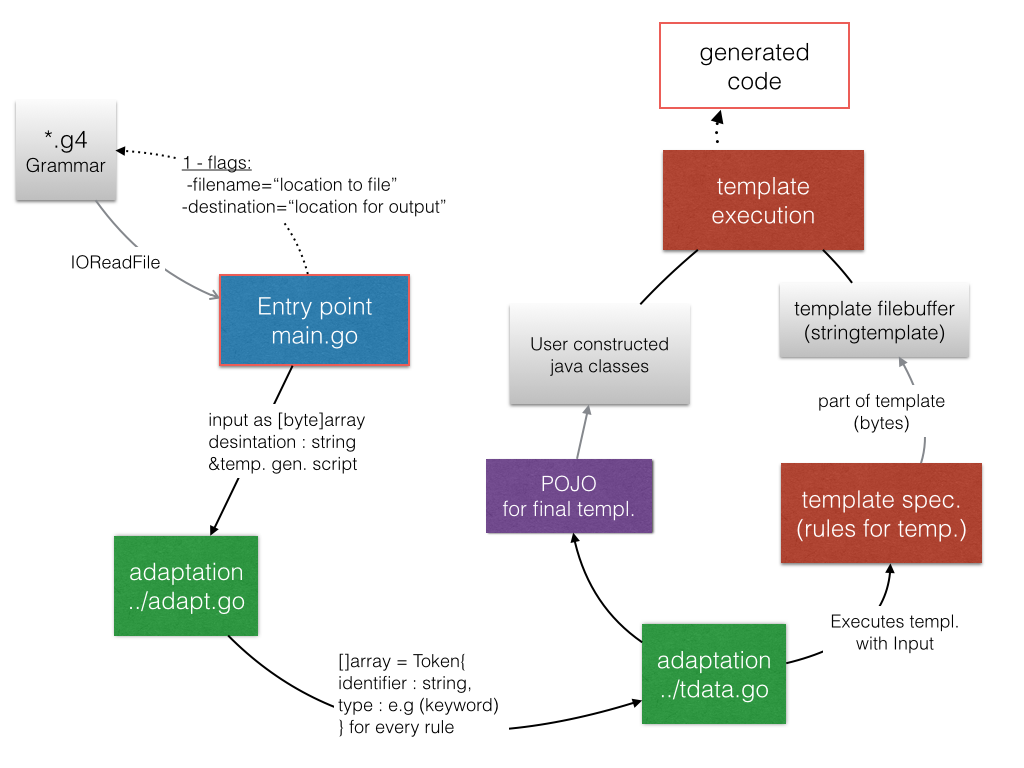 generated
code
*.g4
Grammar
1 - flags:
-filename=“location to file”
-destination=“location for output”
template
execution
IOReadFile
Entry point
main.go
template filebuffer
(stringtemplate)
User constructed
java classes
part of template
(bytes)
input as [byte]array
desintation : string
&temp. gen. script
POJO
for final templ.
template spec.
(rules for temp.)
adaptation
../adapt.go
Executes templ.
with Input
[]array = Token{
identifier : string,
type : e.g (keyword)
} for every rule
adaptation
../tdata.go